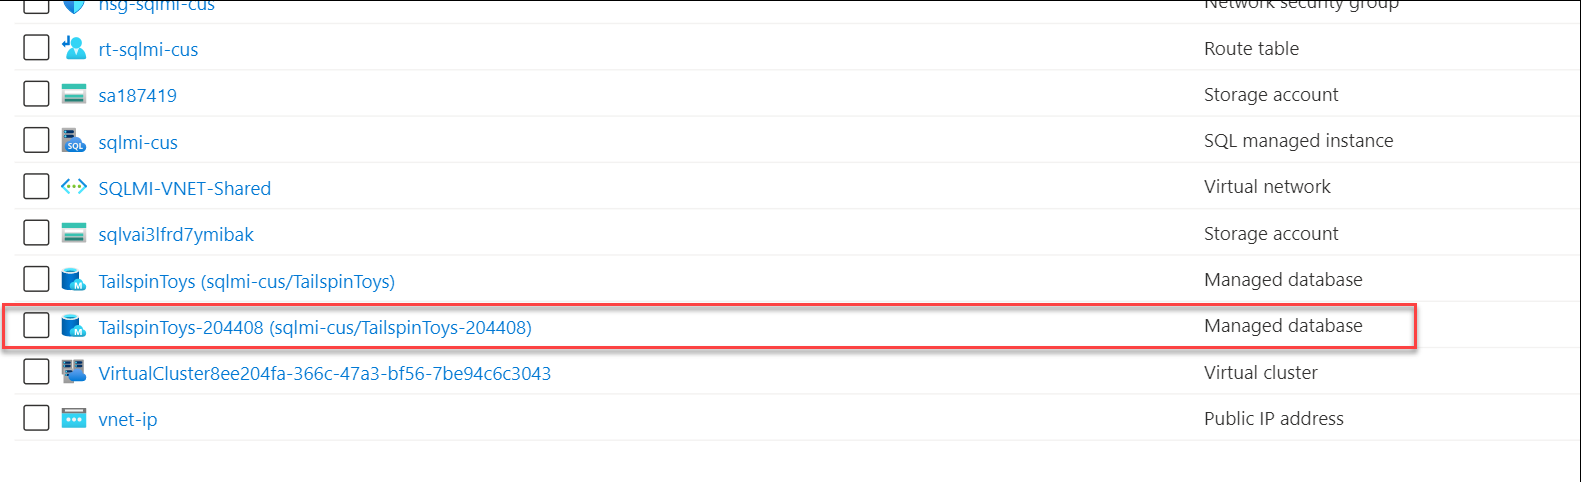 nsg-sqlmi-cus Network security group
rt-sqlmi-cus Route table
sa187419 Storage account
sqlmi-cus SQL managed instance
SQLMI-VNET-Shared Virtual network
sqlvai3lfrd7ymibak Storage account
TailspinToys (sqlmi-cus/TailspinToys) Managed database
TailspinToys-204408 (sqlmi-cus/TailspinToys-204408) Managed database
VirtualCluster8ee204fa-366c-47a3-bf56-7be94c6c3043 Virtual cluster
vnet-ip Public IP address